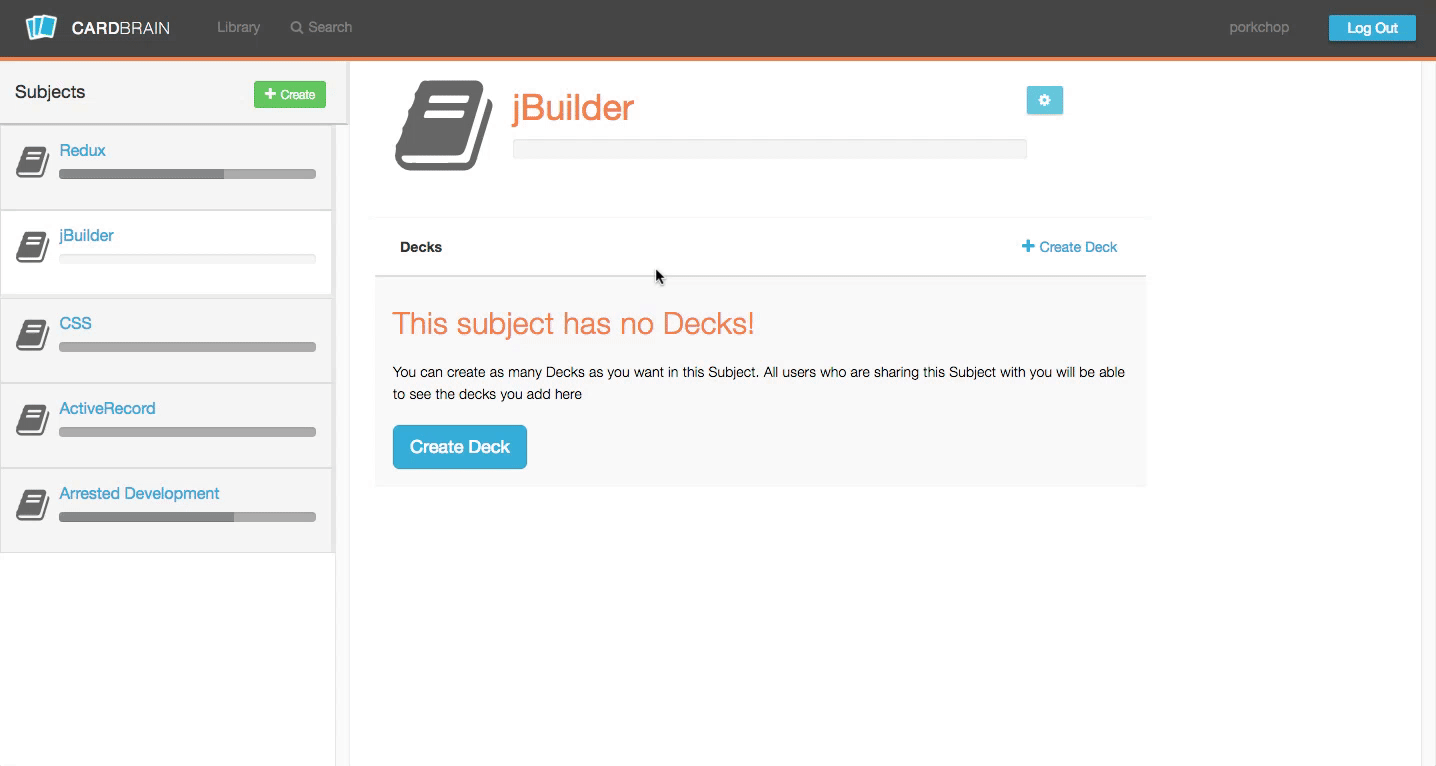 CARDBRAIN
Library
Search
porkchop
Log Out
Subjects
Create
Redux
jBuilder
CSS
ActiveRecord
Arrested Development
jBuilder
Decks
Create Deck
This subject has no Decks!
You can create as many Decks as you want in this Subject. All users who are sharing this Subject with you will be able
to see the decks you add here
Create Deck